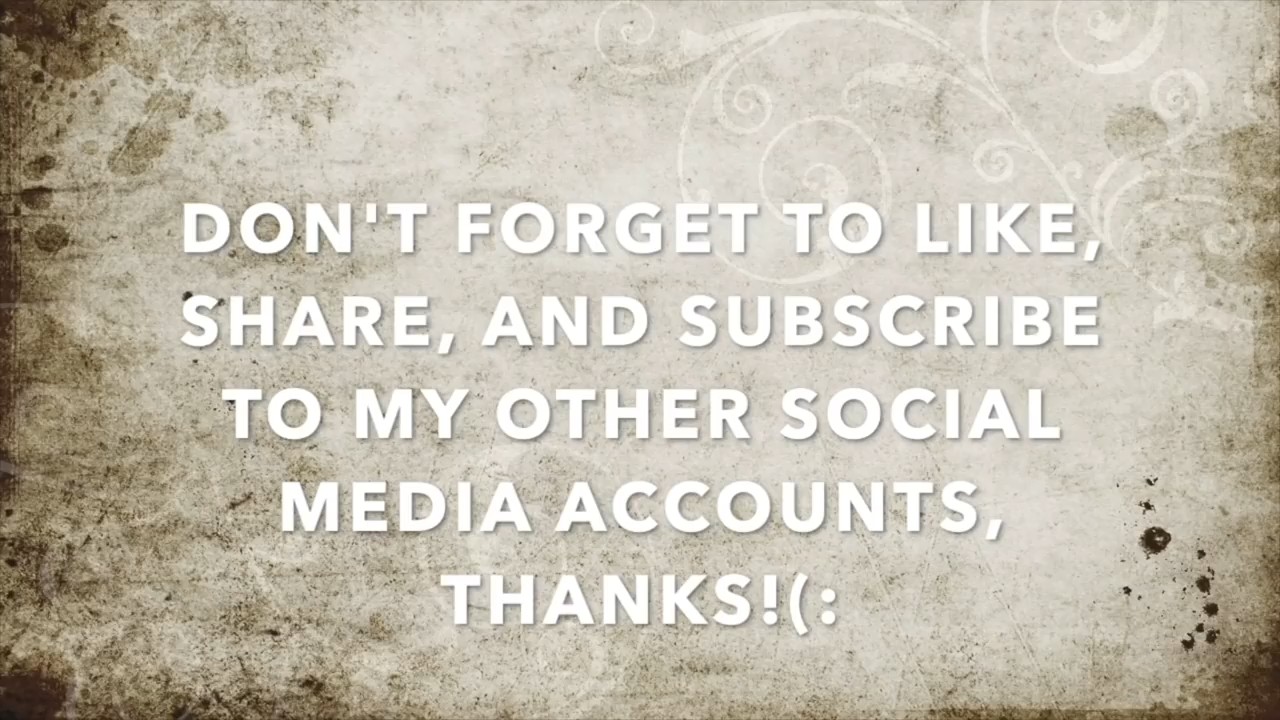 DON'T FORGET TO LIKE,
SHARE, AND SUBSCRIBE
TO MY OTHER SOCIAL
MEDIA ACCOUNTS,
THANKS!(: